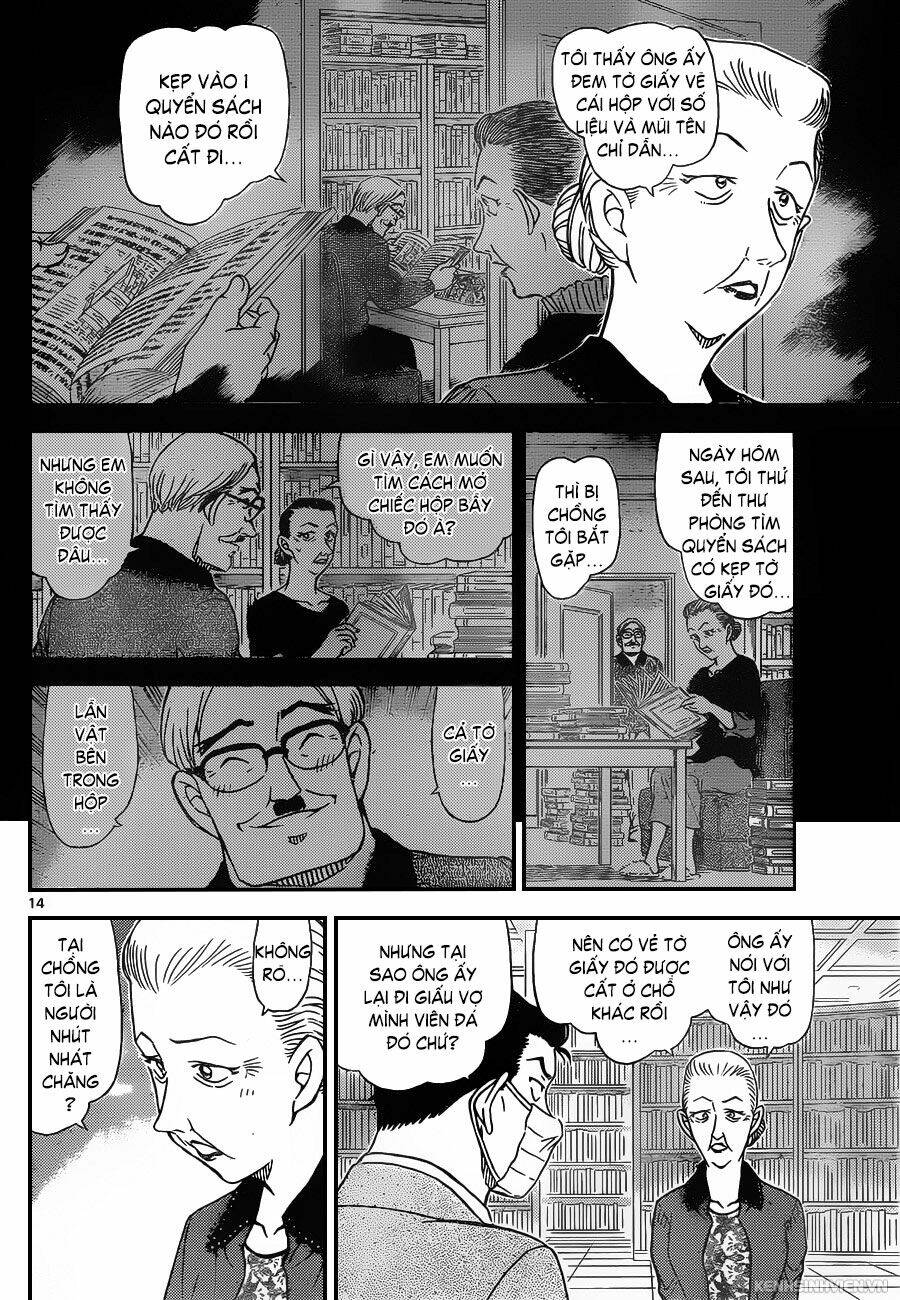 TÔI THẤY ÔNG ẤY
ĐEM TỜ GIẤY VẼ
CÁI HỘP VỚI SỐ
LIỆU VÀ MŨI TÊN
CHỈ DẪN...
KẸP VÀO 1
QUYỂN SÁCH
NÀO ĐÓ RỒI
CẤT ĐI...
NGÀY HÔM
SAU, TÔI THỬ
ĐẾN THƯ
PHÒNG TÌM
QUYỂN SÁCH
CÓ KẸP TỜ
GIẤY ĐÓ...
THÌ BỊ
CHỒNG
TÔI BẮT
GẶP...
GÌ VẬY, EM MUỐN
TÌM CÁCH MỞ
CHIẾC HỘP BẪY
ĐÓ À?
NHƯNG EM
KHÔNG
TÌM THẤY
ĐƯỢC
ĐÂU...
CẢ TỜ
GIẤY
...
LẪN
VẬT
BÊN
TRONG
HỘP
...
14
ÔNG ẤY
NÓI VỚI
TÔI NHƯ
VẬY ĐÓ
...
NÊN CÓ VẺ TỜ
GIẤY ĐÓ ĐƯỢC
CẤT Ở CHỖ
KHÁC RỒI ...
NHƯNG TẠI
SAO ÔNG ẤY
LẠI ĐI GIẤU VỢ
MÌNH VIÊN ĐÁ
ĐÓ CHỨ?
KHÔNG
RÕ...
TẠI
CHỒNG
TÔI LÀ
NGƯỜI
NHÚT
NHÁT
CHĂNG
?
KENHSINHVIEN.VN